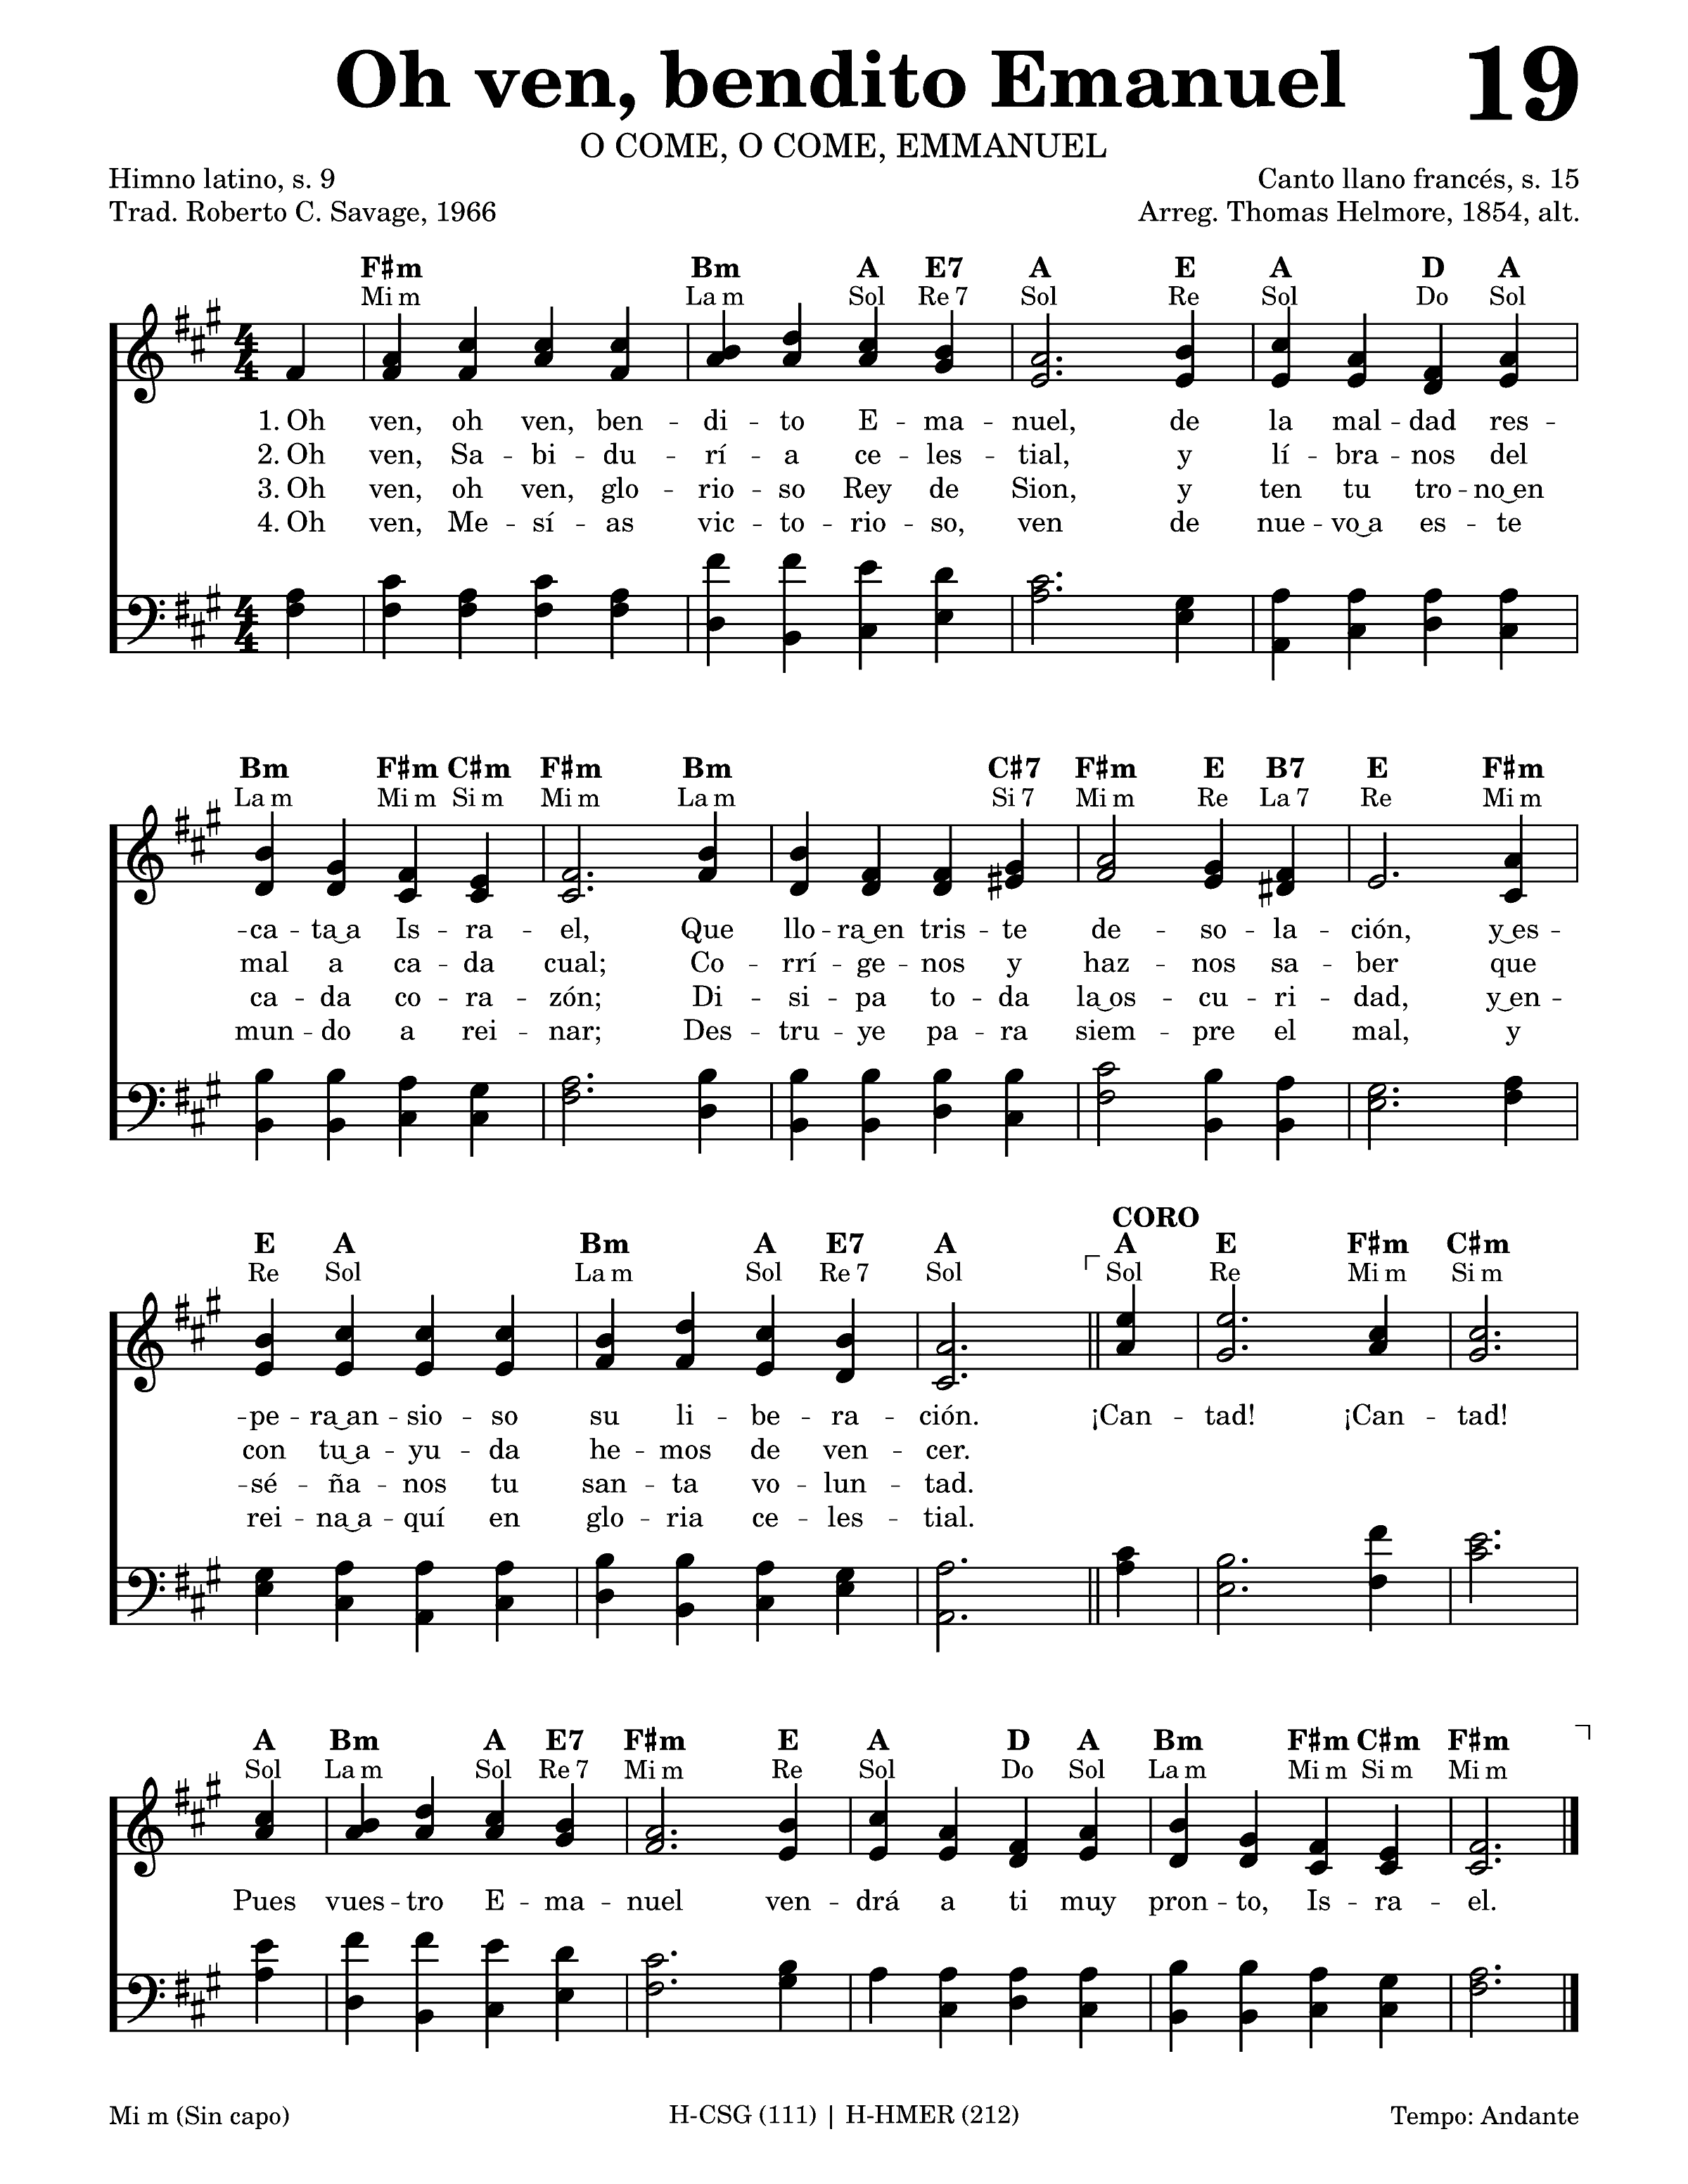 Oh ven, bendito Emanuel 19
O COME, O COME, EMMANUEL
Himno latino, s. 9 Canto llano francés, s. 15
Trad. Roberto C. Savage, 1966 Arreg. Thomas Helmore, 1854, alt.
F♯m Bm A E7 A E A D A
Mi m La m Sol Re 7 Sol Re Sol Do Sol
1. Oh ven, oh ven, ben - di - to E - ma - nuel, de la mal - dad res -
2. Oh ven, Sa - bi - du - rí - a ce - les - tial, y lí - bra - nos del
3. Oh ven, oh ven, glo - rio - so Rey de Sion, y ten tu tro - no‿en
4. Oh ven, Me - sí - as vic - to - rio - so, ven de nue - vo‿a es - te
Bm F♯m C♯m F♯m Bm C♯7 F♯m E B7 E F♯m
La m Mi m Si m Mi m La m Si 7 Mi m Re La 7 Re Mi m
- ca - ta‿a Is - ra - el, Que llo - ra‿en tris - te de - so - la - ción, y‿es -
mal a ca - da cual; Co - rrí - ge - nos y haz - nos sa - ber que
ca - da co - ra - zón; Di - si - pa to - da la‿os - cu - ri - dad, y‿en -
mun - do a rei - nar; Des - tru - ye pa - ra siem - pre el mal, y
CORO
E A Bm A E7 A A E F♯m C♯m
Re Sol La m Sol Re 7 Sol Sol Re Mi m Si m
- pe - ra‿an - sio - so su li - be - ra - ción. ¡Can - tad! ¡Can - tad!
con tu‿a - yu - da he - mos de ven - cer.
- sé - ña - nos tu san - ta vo - lun - tad.
rei - na‿a - quí en glo - ria ce - les - tial.
A Bm A E7 F♯m E A D A Bm F♯m C♯m F♯m
Sol La m Sol Re 7 Mi m Re Sol Do Sol La m Mi m Si m Mi m
Pues vues - tro E - ma - nuel ven - drá a ti muy pron - to, Is - ra - el.
Mi m (Sin capo) H-CSG (111) | H-HMER (212) Tempo: Andante